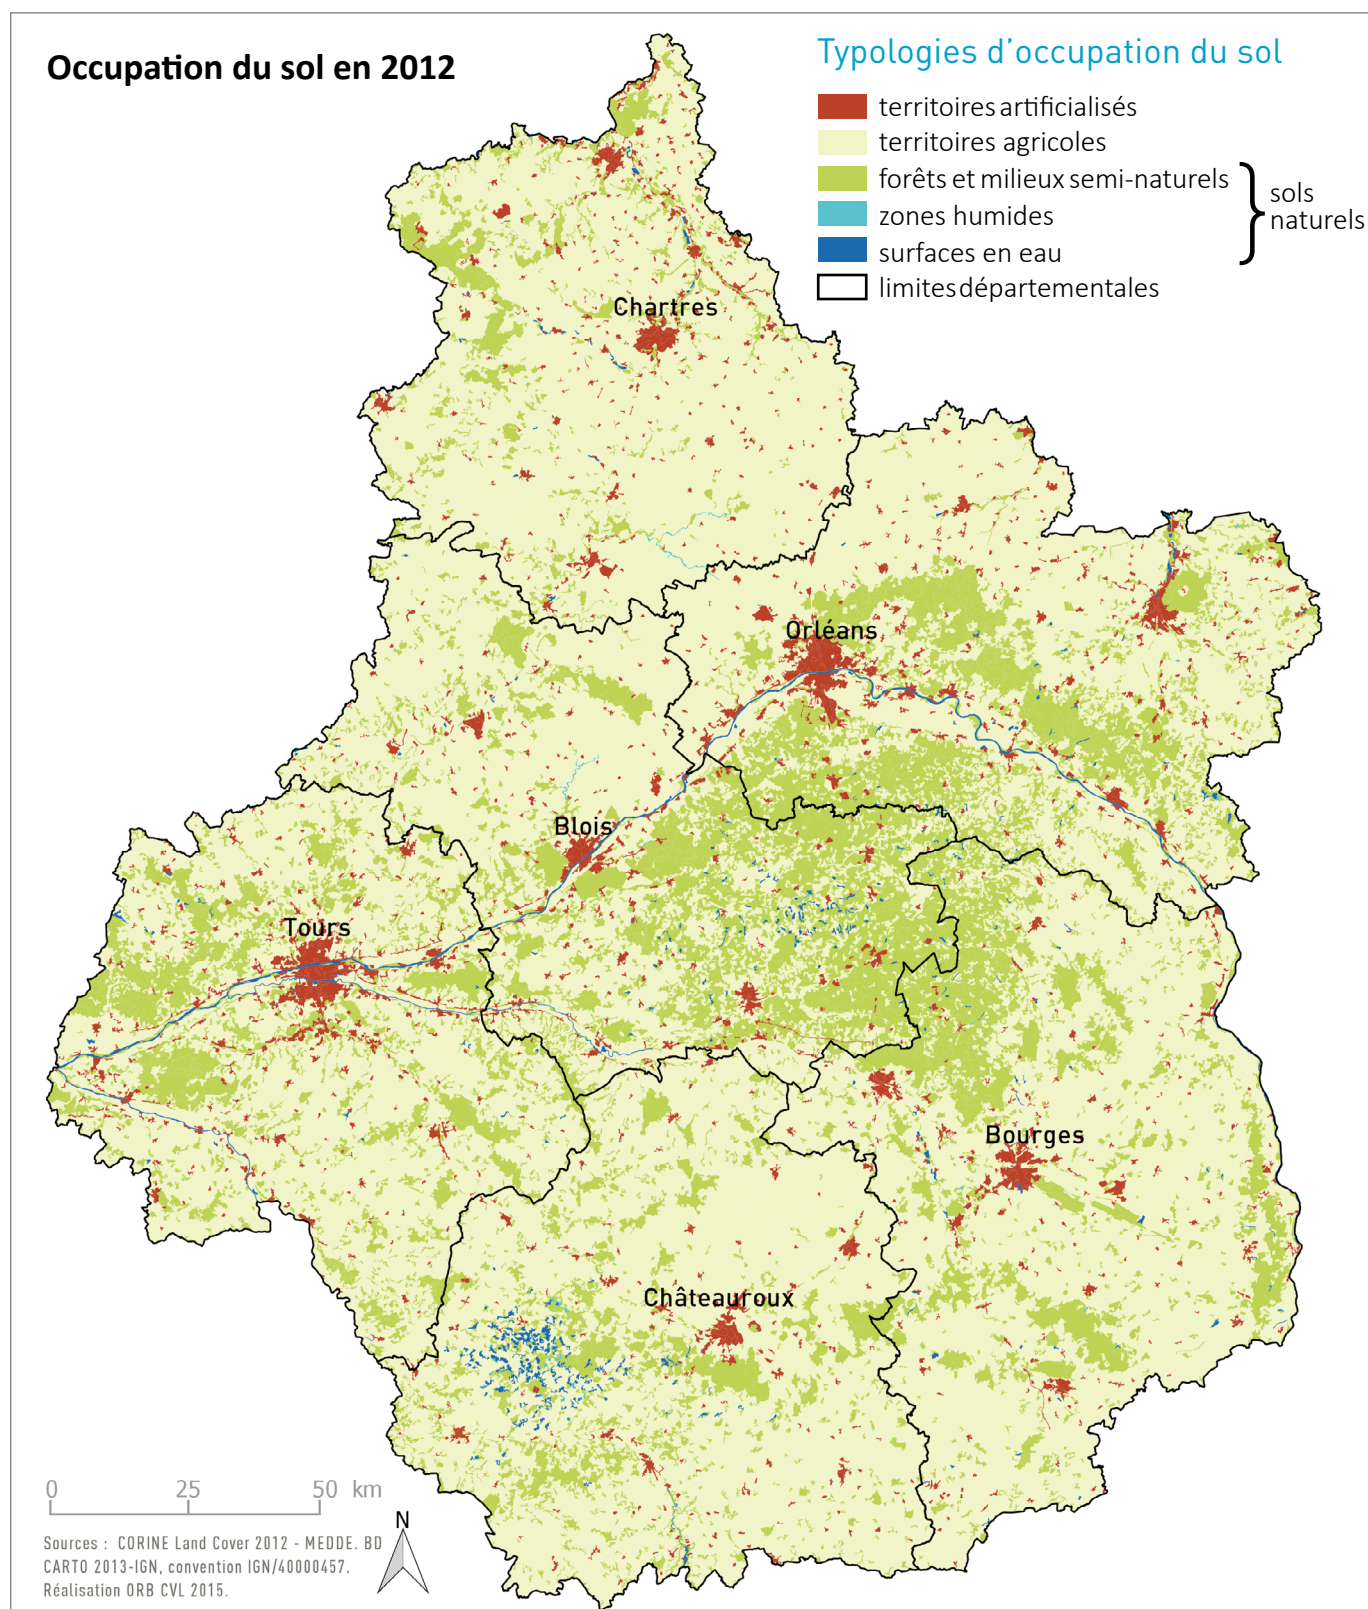 Occupation du sol en 2012
Typologies d'occupation du sol
territoires artificialisés
territoires agricoles
forêts et milieux semi-naturels
zones humides
surfaces en eau
sols
naturels
limites départementales
Chartres
Orléans
Blois
Tours
Bourges
Châteauroux
0 25 50 km
N
Sources : CORINE Land Cover 2012 - MEDDE. BD
CARTO 2013-IGN, convention IGN/40000457.
Réalisation ORB CVL 2015.